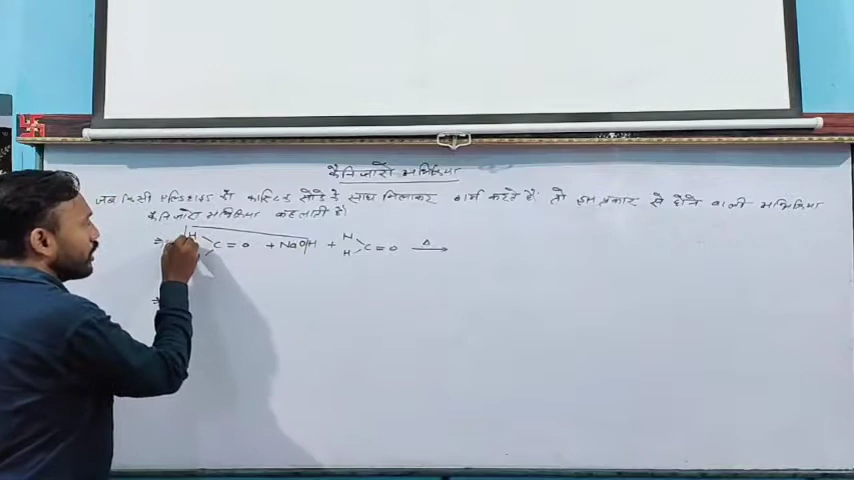 कैनिजारो अभिक्रिया
जब किसी एल्डिहाइड को कास्टिक सोडे के साथ मिलाकर गर्म करते हैं तो इस प्रकार से होने वाली अभिक्रिया
कैनिजारो अभिक्रिया कहलाती है।
⇒ H C = O + NaOH + H H C = O Δ →
⇒